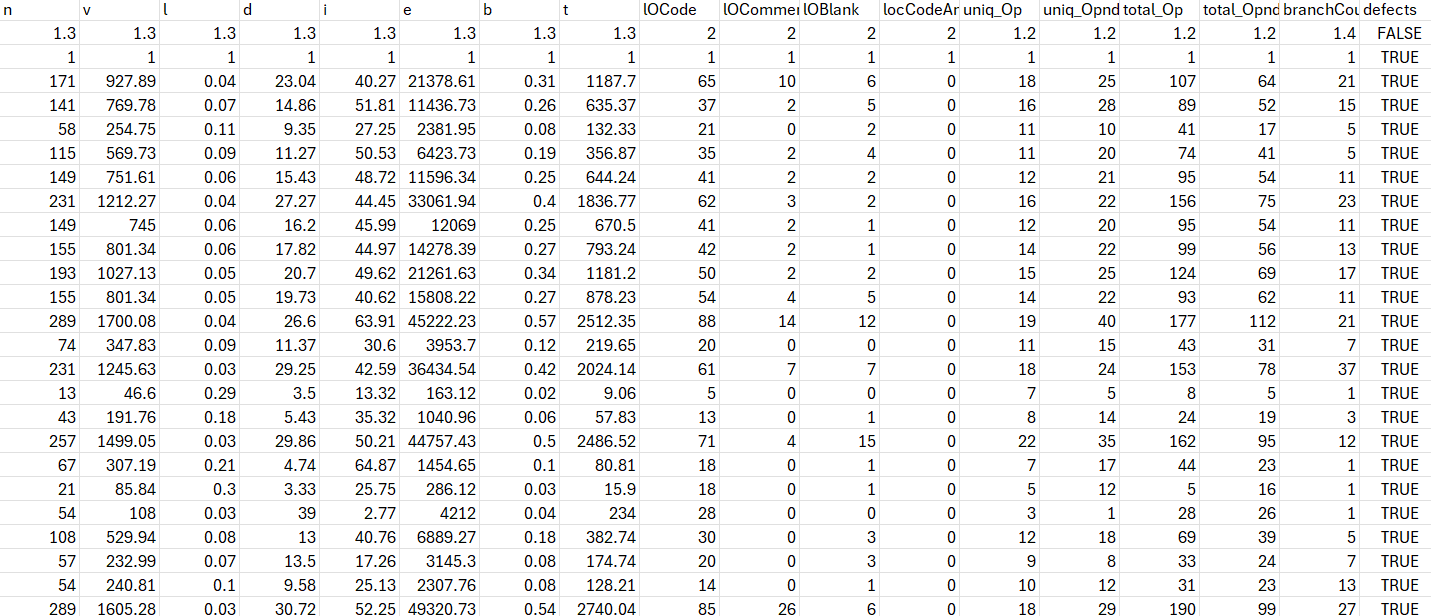 n v l d i e b t lOCode lOCommer lOBlank locCodeAr uniq_Op uniq_Opnd total_Op total_Opnd branchCou defects
1.3 1.3 1.3 1.3 1.3 1.3 1.3 1.3 2 2 2 2 1.2 1.2 1.2 1.2 1.4 FALSE
1 1 1 1 1 1 1 1 1 1 1 1 1 1 1 1 1 TRUE
171 927.89 0.04 23.04 40.27 21378.61 0.31 1187.7 65 10 6 0 18 25 107 64 21 TRUE
141 769.78 0.07 14.86 51.81 11436.73 0.26 635.37 37 2 5 0 16 28 89 52 15 TRUE
58 254.75 0.11 9.35 27.25 2381.95 0.08 132.33 21 0 2 0 11 10 41 17 5 TRUE
115 569.73 0.09 11.27 50.53 6423.73 0.19 356.87 35 2 4 0 11 20 74 41 5 TRUE
149 751.61 0.06 15.43 48.72 11596.34 0.25 644.24 41 2 2 0 12 21 95 54 11 TRUE
231 1212.27 0.04 27.27 44.45 33061.94 0.4 1836.77 62 3 2 0 16 22 156 75 23 TRUE
149 745 0.06 16.2 45.99 12069 0.25 670.5 41 2 1 0 12 20 95 54 11 TRUE
155 801.34 0.06 17.82 44.97 14278.39 0.27 793.24 42 2 1 0 14 22 99 56 13 TRUE
193 1027.13 0.05 20.7 49.62 21261.63 0.34 1181.2 50 2 2 0 15 25 124 69 17 TRUE
155 801.34 0.05 19.73 40.62 15808.22 0.27 878.23 54 4 5 0 14 22 93 62 11 TRUE
289 1700.08 0.04 26.6 63.91 45222.23 0.57 2512.35 88 14 12 0 19 40 177 112 21 TRUE
74 347.83 0.09 11.37 30.6 3953.7 0.12 219.65 20 0 0 0 11 15 43 31 7 TRUE
231 1245.63 0.03 29.25 42.59 36434.54 0.42 2024.14 61 7 7 0 18 24 153 78 37 TRUE
13 46.6 0.29 3.5 13.32 163.12 0.02 9.06 5 0 0 0 7 5 8 5 1 TRUE
43 191.76 0.18 5.43 35.32 1040.96 0.06 57.83 13 0 1 0 8 14 24 19 3 TRUE
257 1499.05 0.03 29.86 50.21 44757.43 0.5 2486.52 71 4 15 0 22 35 162 95 12 TRUE
67 307.19 0.21 4.74 64.87 1454.65 0.1 80.81 18 0 1 0 7 17 44 23 1 TRUE
21 85.84 0.3 3.33 25.75 286.12 0.03 15.9 18 0 1 0 5 12 5 16 1 TRUE
54 108 0.03 39 2.77 4212 0.04 234 28 0 0 0 3 1 28 26 1 TRUE
108 529.94 0.08 13 40.76 6889.27 0.18 382.74 30 0 3 0 12 18 69 39 5 TRUE
57 232.99 0.07 13.5 17.26 3145.3 0.08 174.74 20 0 3 0 9 8 33 24 7 TRUE
54 240.81 0.1 9.58 25.13 2307.76 0.08 128.21 14 0 1 0 10 12 31 23 13 TRUE
289 1605.28 0.03 30.72 52.25 49320.73 0.54 2740.04 85 26 6 0 18 29 190 99 27 TRUE